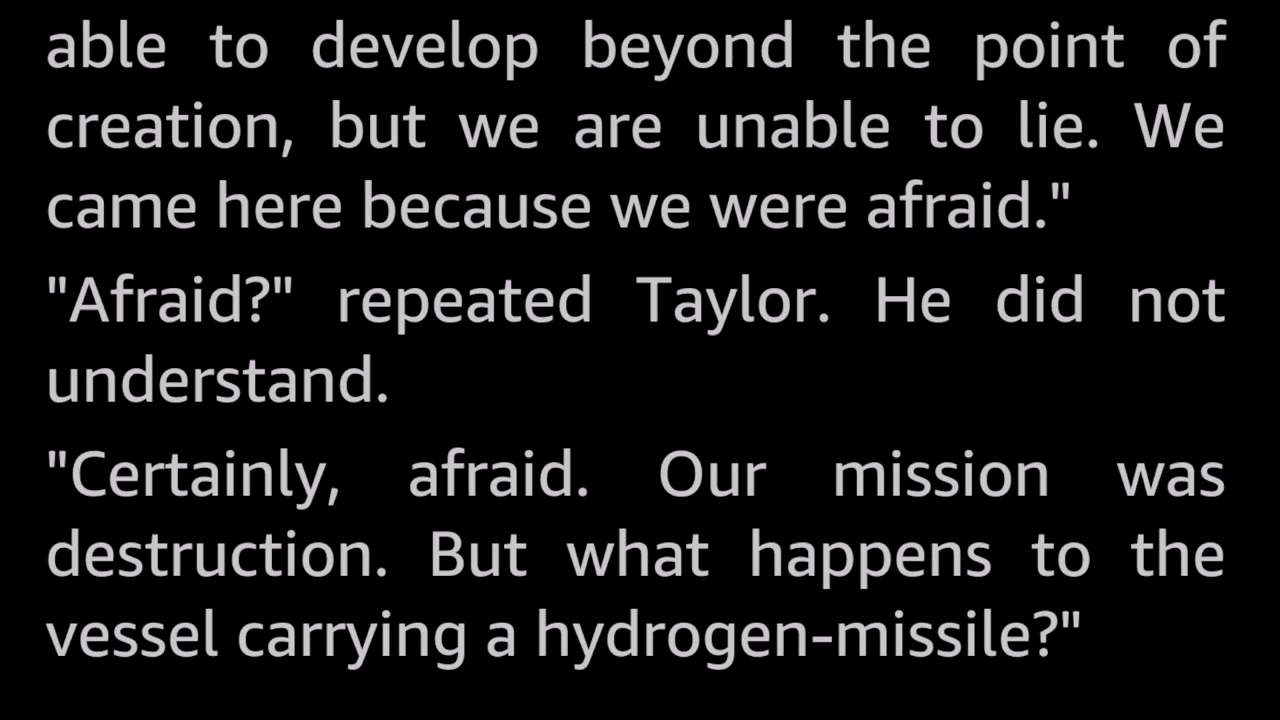 able to develop beyond the point of
creation, but we are unable to lie. We
came here because we were afraid."
"Afraid?" repeated Taylor. He did not
understand.
"Certainly, afraid. Our mission was
destruction. But what happens to the
vessel carrying a hydrogen-missile?"